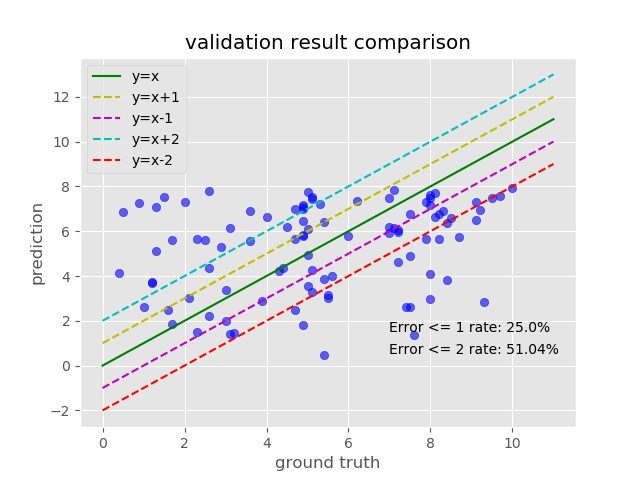 validation result comparison
y=x
y=x+1
y=x-1
y=x+2
y=x-2
12
10
8
6
4
2
0
−2
prediction
Error <= 1 rate: 25.0%
Error <= 2 rate: 51.04%
0 2 4 6 8 10
ground truth